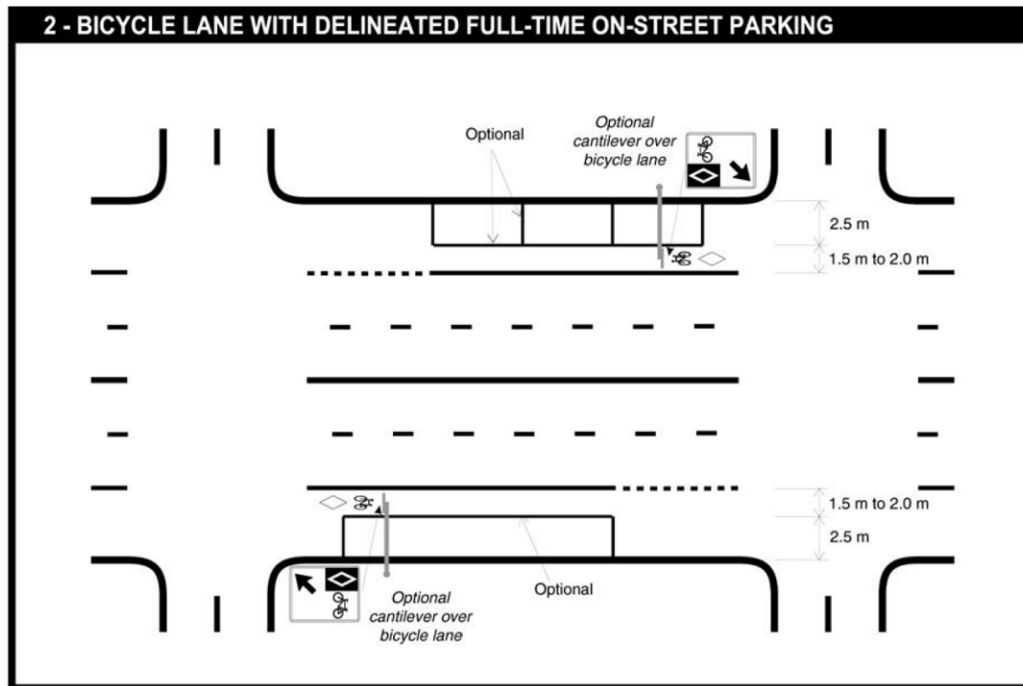 2 - BICYCLE LANE WITH DELINEATED FULL-TIME ON-STREET PARKING
Optional
Optional
cantilever over
bicycle lane
2.5 m
1.5 m to 2.0 m
1.5 m to 2.0 m
2.5 m
Optional
Optional
cantilever over
bicycle lane